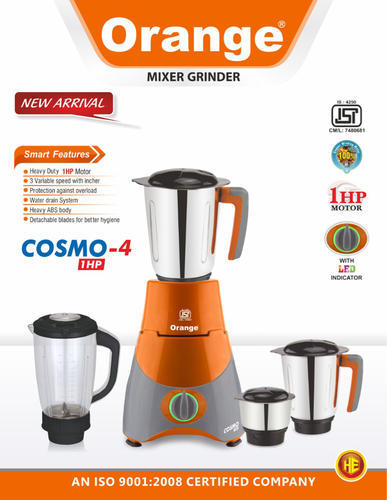 Orange®
MIXER GRINDER
NEW ARRIVAL
IS : 4250
ISI
CM/L: 7480681
Smart Features
Heavy Duty 1HP Motor
3 Variable speed with incher
Protection against overload
Water drain System
Heavy ABS body
Detachable blades for better hygiene
100%
1HP
MOTOR
COSMO-4
1HP
WITH
LED
INDICATOR
Orange
COSMO
HE
AN ISO 9001:2008 CERTIFIED COMPANY